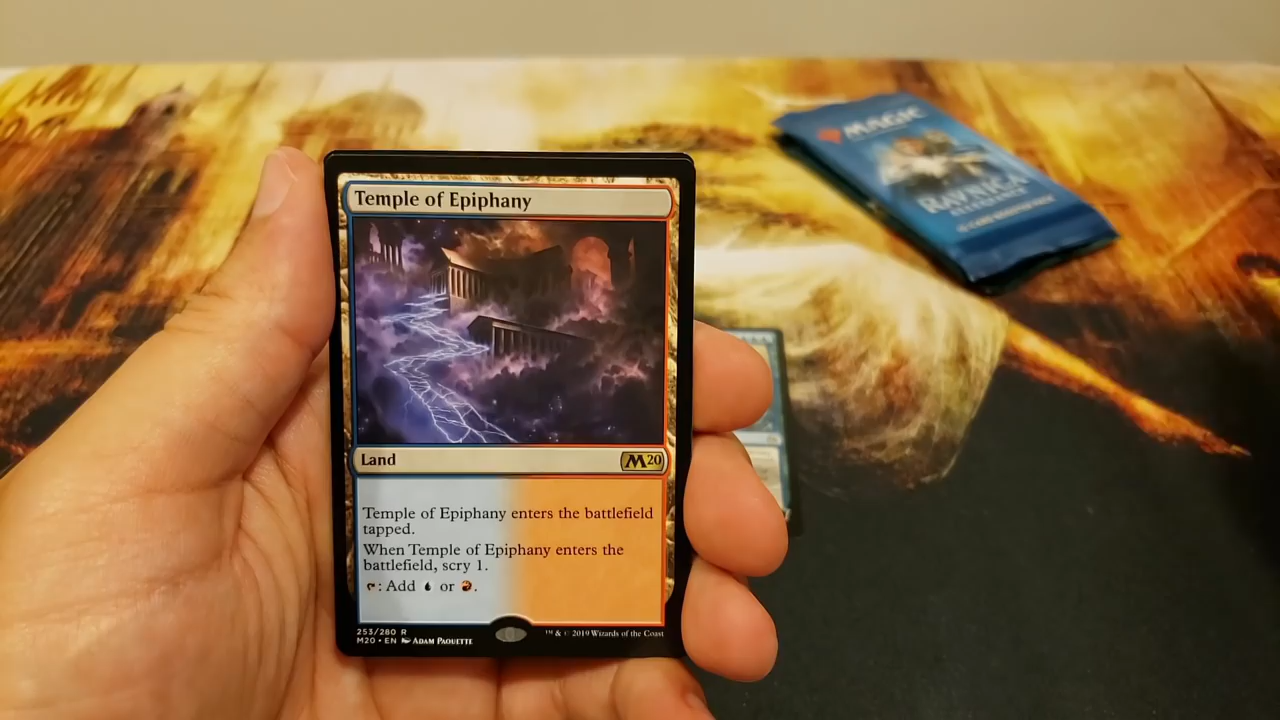 Temple of Epiphany
Land
M20
Temple of Epiphany enters the battlefield
tapped.
When Temple of Epiphany enters the
battlefield, scry 1.
: Add or .
253/280 R
M20 • EN ADAM PAQUETTE
™ & © 2019 Wizards of the Coast
MAGIC
RAVNICA
ALLEGIANCE